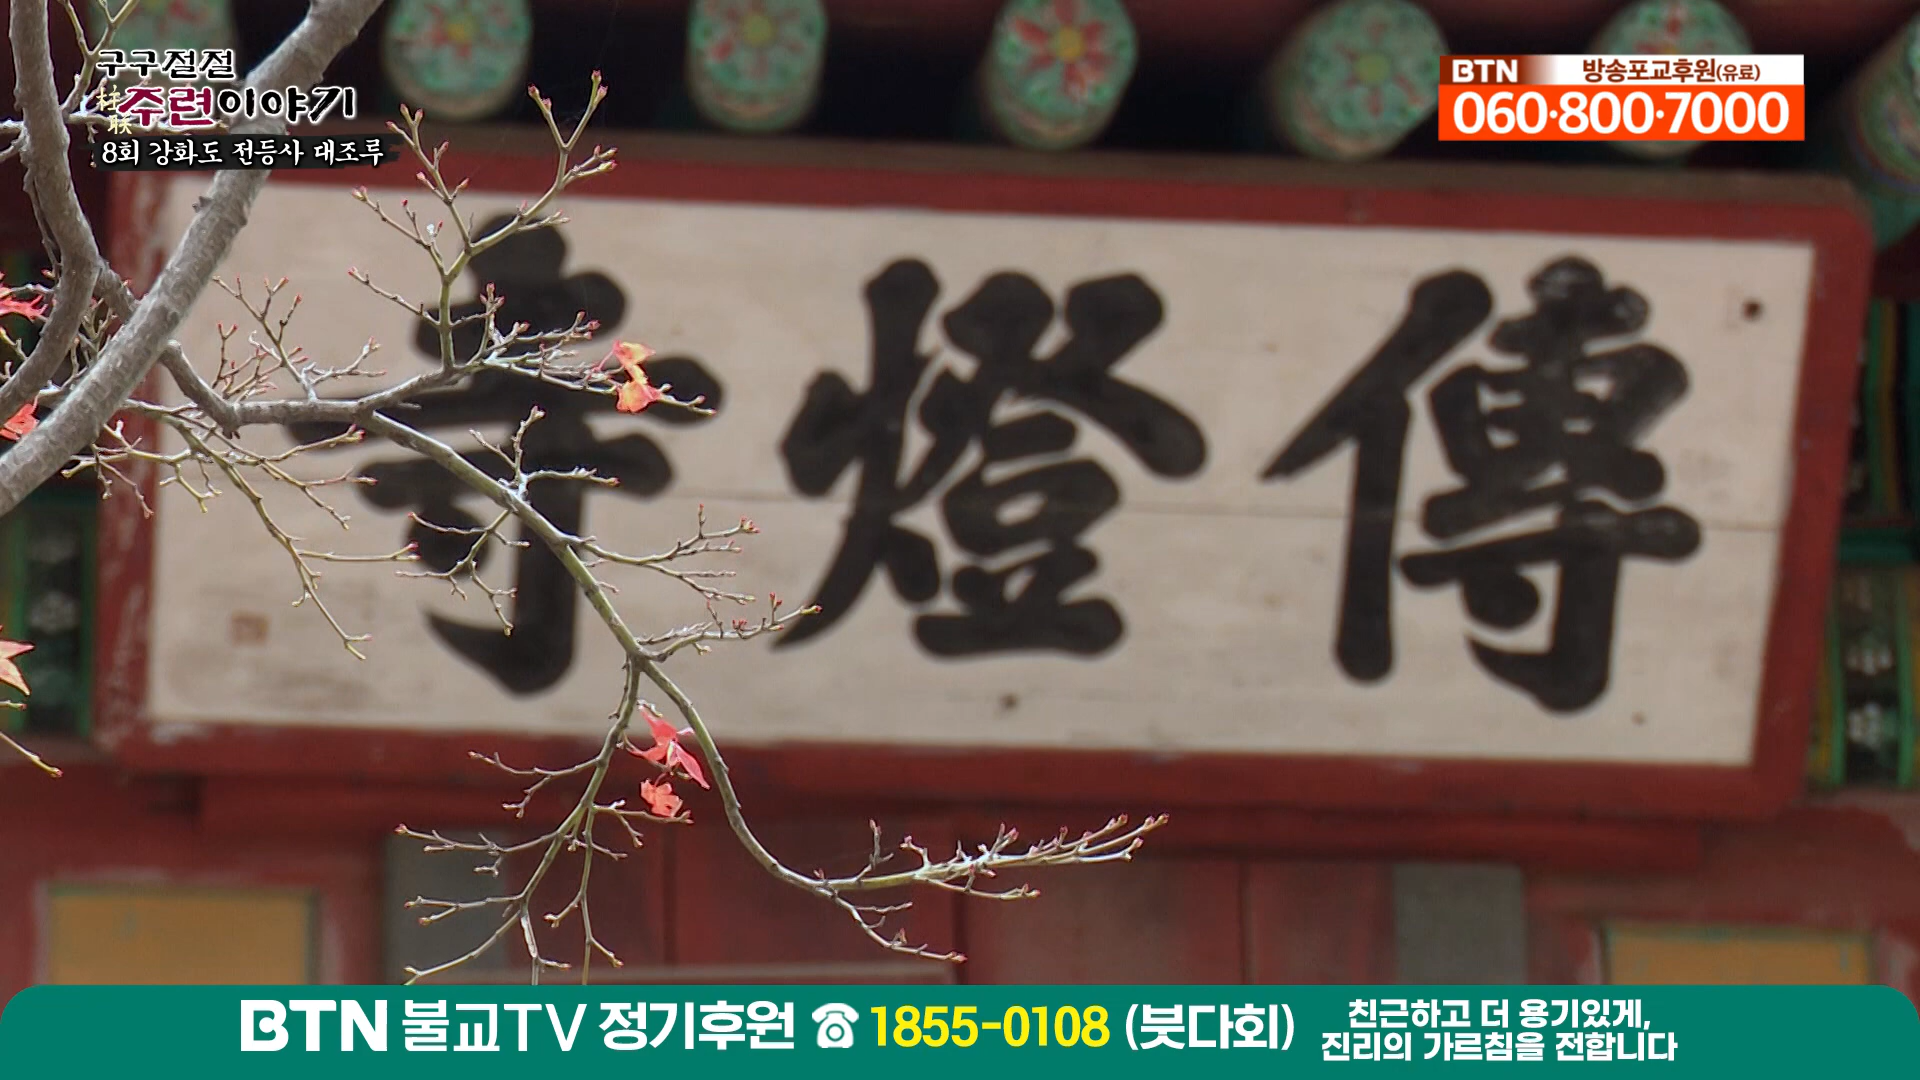 구구절절
柱聯
주련이야기
8회 강화도 전등사 대조루
BTN 방송포교후원(유료)
060·800·7000
傳燈寺
BTN 불교TV 정기후원 ☎ 1855-0108 (붓다회)
친근하고 더 용기있게,
진리의 가르침을 전합니다